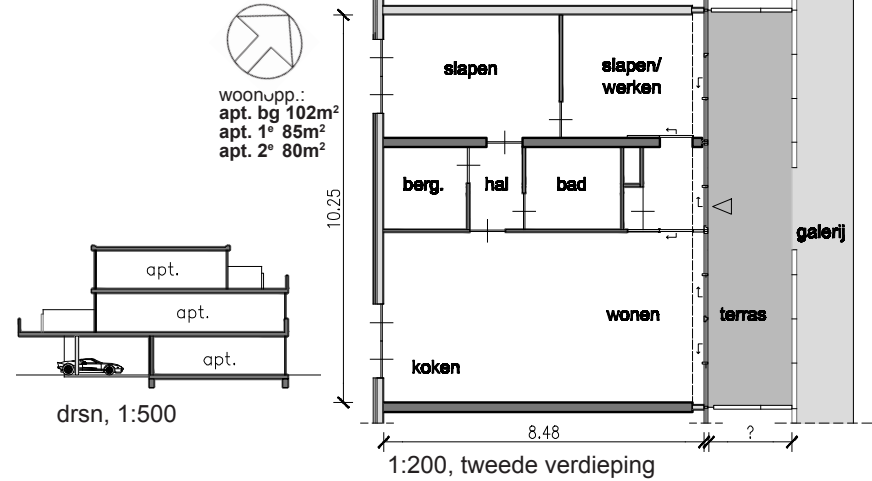 woonopp.:
apt. bg 102m²
apt. 1ᵉ 85m²
apt. 2ᵉ 80m²
slapen
slapen/
werken
berg.
hal
bad
10.25
galerij
wonen
terras
koken
apt.
apt.
apt.
drsn, 1:500
8.48
?
1:200, tweede verdieping